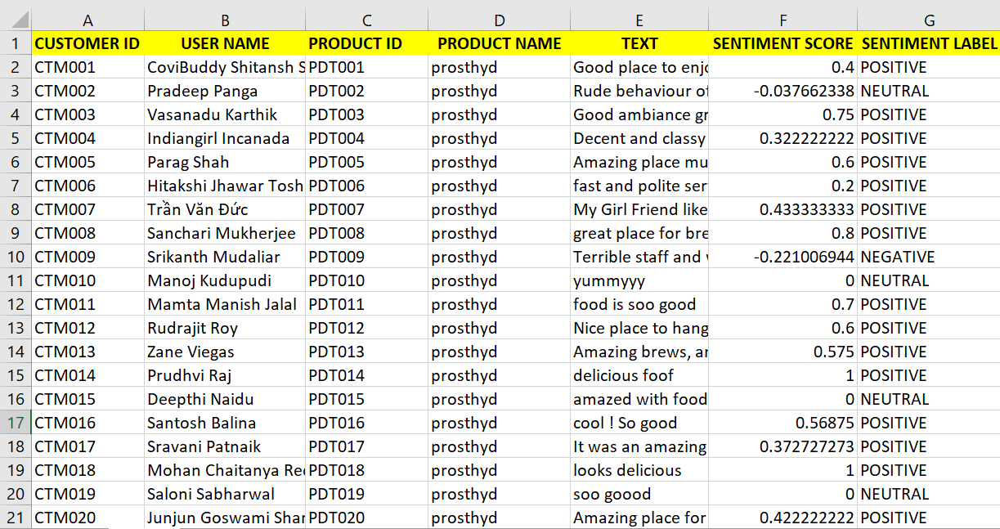 A B C D E F G
1 CUSTOMER ID USER NAME PRODUCT ID PRODUCT NAME TEXT SENTIMENT SCORE SENTIMENT LABEL
2 CTM001 CoviBuddy Shitansh S PDT001 prosthyd Good place to enjo 0.4 POSITIVE
3 CTM002 Pradeep Panga PDT002 prosthyd Rude behaviour of -0.037662338 NEUTRAL
4 CTM003 Vasanadu Karthik PDT003 prosthyd Good ambiance gr 0.75 POSITIVE
5 CTM004 Indiangirl Incanada PDT004 prosthyd Decent and classy 0.322222222 POSITIVE
6 CTM005 Parag Shah PDT005 prosthyd Amazing place mu 0.6 POSITIVE
7 CTM006 Hitakshi Jhawar Tosh PDT006 prosthyd fast and polite ser 0.2 POSITIVE
8 CTM007 Trần Văn Đức PDT007 prosthyd My Girl Friend like 0.433333333 POSITIVE
9 CTM008 Sanchari Mukherjee PDT008 prosthyd great place for bre 0.8 POSITIVE
10 CTM009 Srikanth Mudaliar PDT009 prosthyd Terrible staff and -0.221006944 NEGATIVE
11 CTM010 Manoj Kudupudi PDT010 prosthyd yummyyy 0 NEUTRAL
12 CTM011 Mamta Manish Jalal PDT011 prosthyd food is soo good 0.7 POSITIVE
13 CTM012 Rudrajit Roy PDT012 prosthyd Nice place to hang 0.6 POSITIVE
14 CTM013 Zane Viegas PDT013 prosthyd Amazing brews, ar 0.575 POSITIVE
15 CTM014 Prudhvi Raj PDT014 prosthyd delicious foof 1 POSITIVE
16 CTM015 Deepthi Naidu PDT015 prosthyd amazed with food 0 NEUTRAL
17 CTM016 Santosh Balina PDT016 prosthyd cool ! So good 0.56875 POSITIVE
18 CTM017 Sravani Patnaik PDT017 prosthyd It was an amazing 0.372727273 POSITIVE
19 CTM018 Mohan Chaitanya Re PDT018 prosthyd looks delicious 1 POSITIVE
20 CTM019 Saloni Sabharwal PDT019 prosthyd soo goood 0 NEUTRAL
21 CTM020 Junjun Goswami Shar PDT020 prosthyd Amazing place for 0.422222222 POSITIVE